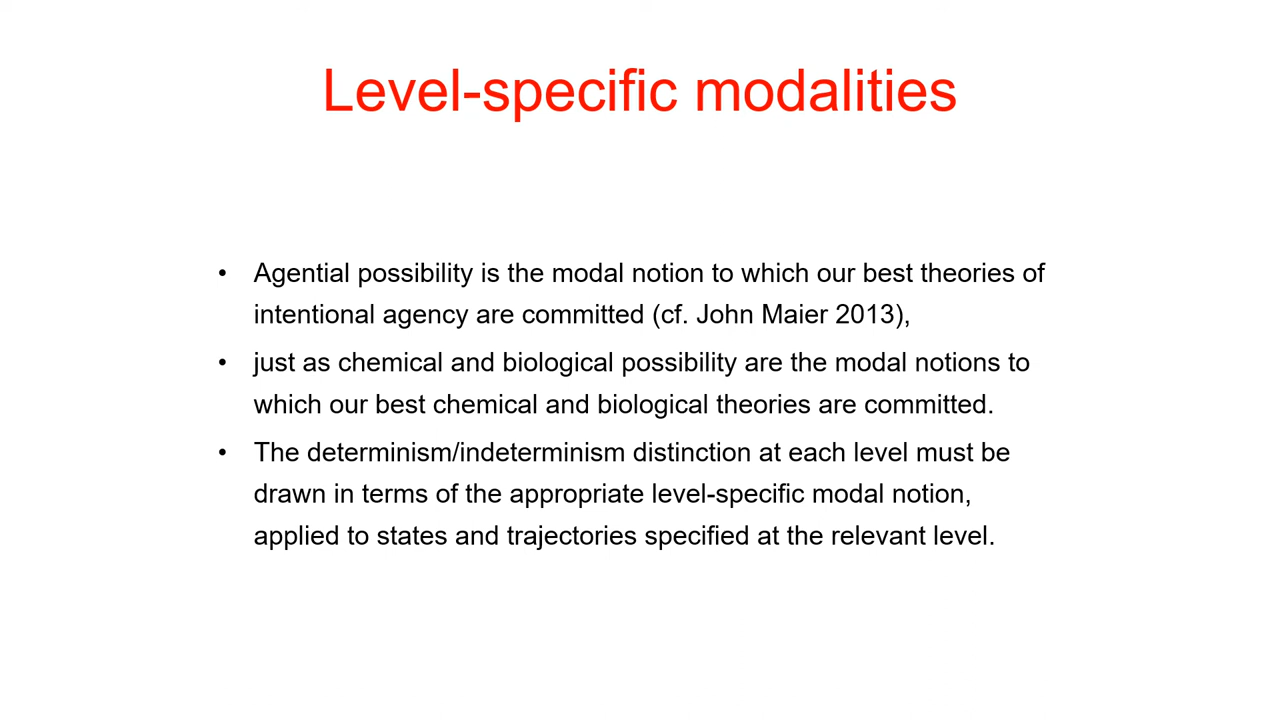 Level-specific modalities
• Agential possibility is the modal notion to which our best theories of
intentional agency are committed (cf. John Maier 2013),
• just as chemical and biological possibility are the modal notions to
which our best chemical and biological theories are committed.
• The determinism/indeterminism distinction at each level must be
drawn in terms of the appropriate level-specific modal notion,
applied to states and trajectories specified at the relevant level.